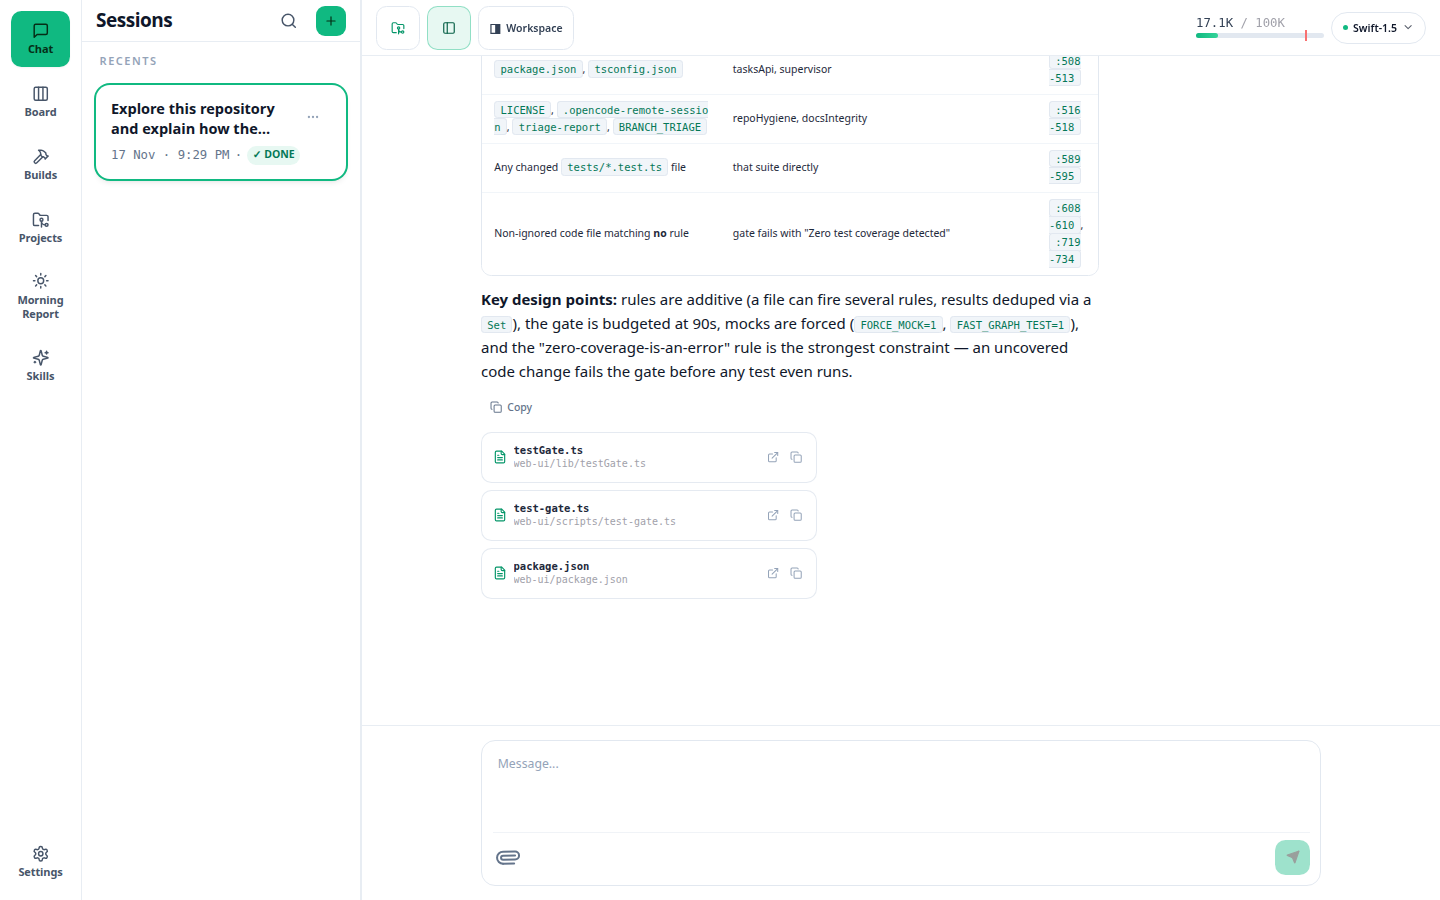 Chat
Board
Builds
Projects
Morning
Report
Skills
Settings
Sessions
RECENTS
Explore this repository
and explain how the...
17 Nov · 9:29 PM · ✓ DONE
Workspace
17.1K / 100K
Swift-1.5
package.json, tsconfig.json
tasksApi, supervisor
:508
-513
LICENSE, .opencode-remote-sessio
n, triage-report, BRANCH_TRIAGE
repoHygiene, docsIntegrity
:516
-518
Any changed tests/*.test.ts file
that suite directly
:589
-595
Non-ignored code file matching no rule
gate fails with "Zero test coverage detected"
:608
-610,
:719
-734
Key design points: rules are additive (a file can fire several rules, results deduped via a
Set), the gate is budgeted at 90s, mocks are forced (FORCE_MOCK=1, FAST_GRAPH_TEST=1),
and the "zero-coverage-is-an-error" rule is the strongest constraint — an uncovered
code change fails the gate before any test even runs.
Copy
testGate.ts
web-ui/lib/testGate.ts
test-gate.ts
web-ui/scripts/test-gate.ts
package.json
web-ui/package.json
Message...